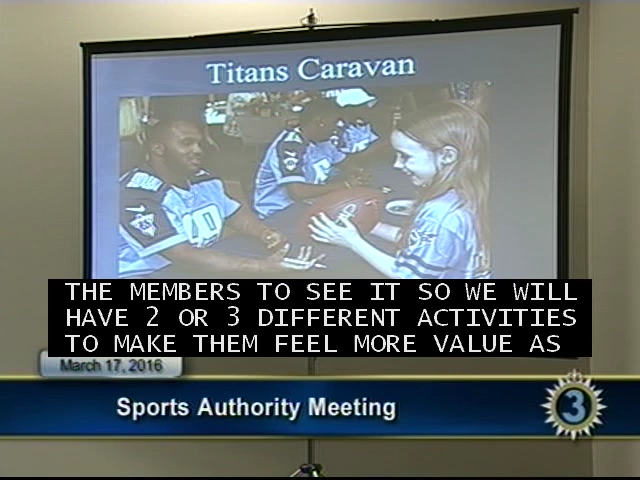 Titans Caravan
THE MEMBERS TO SEE IT SO WE WILL
HAVE 2 OR 3 DIFFERENT ACTIVITIES
TO MAKE THEM FEEL MORE VALUE AS
March 17, 2016
Sports Authority Meeting
3